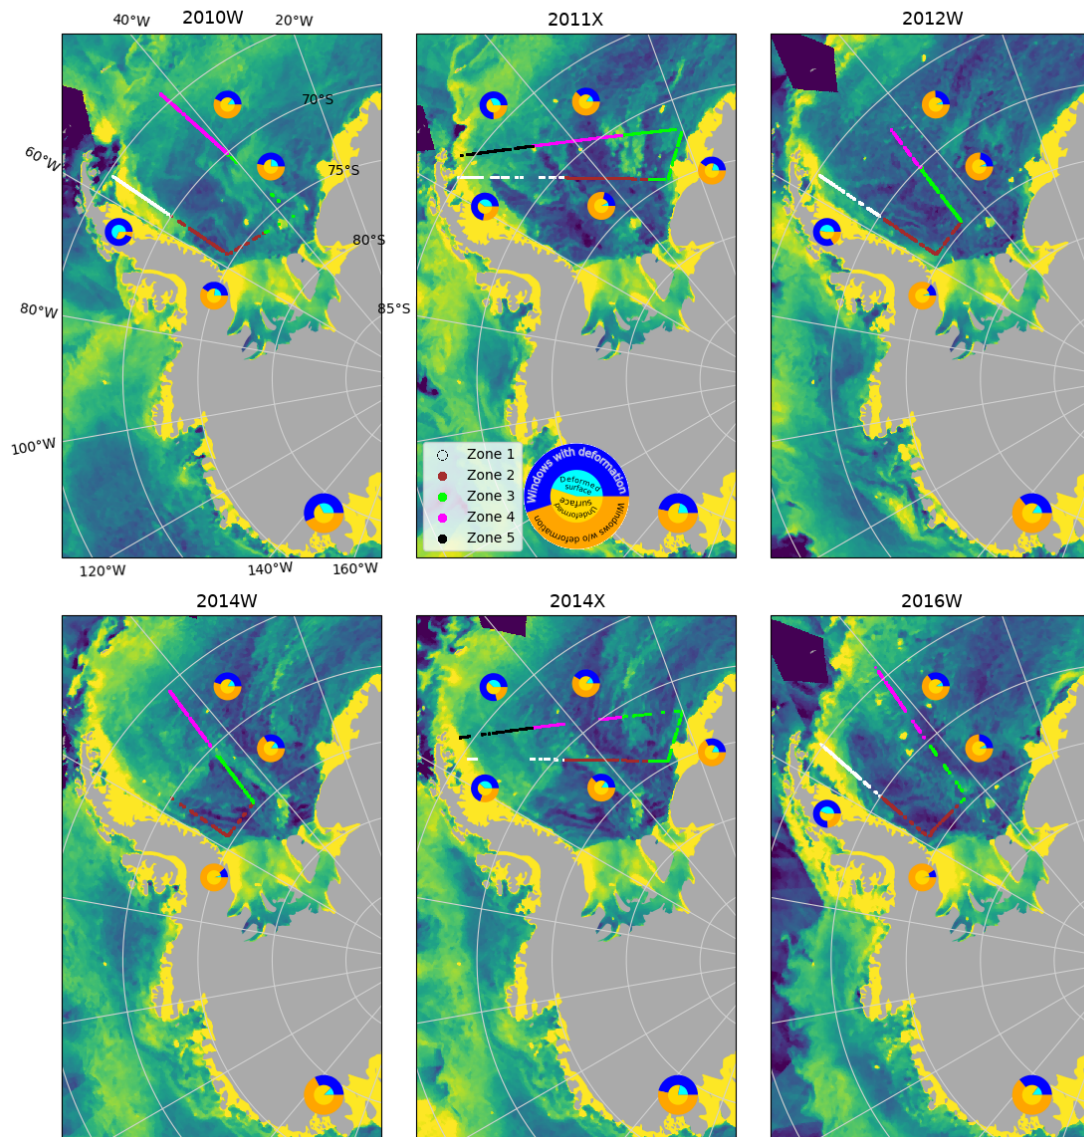 2010W
2011X
2012W
40°W
20°W
70°S
75°S
60°W
80°S
80°W
85°S
100°W
Zone 1
Zone 2
Zone 3
Zone 4
Zone 5
Windows with deformation
Deformed
surface
Undeformed
surface
Windows w/o deformation
120°W
140°W
160°W
2014W
2014X
2016W